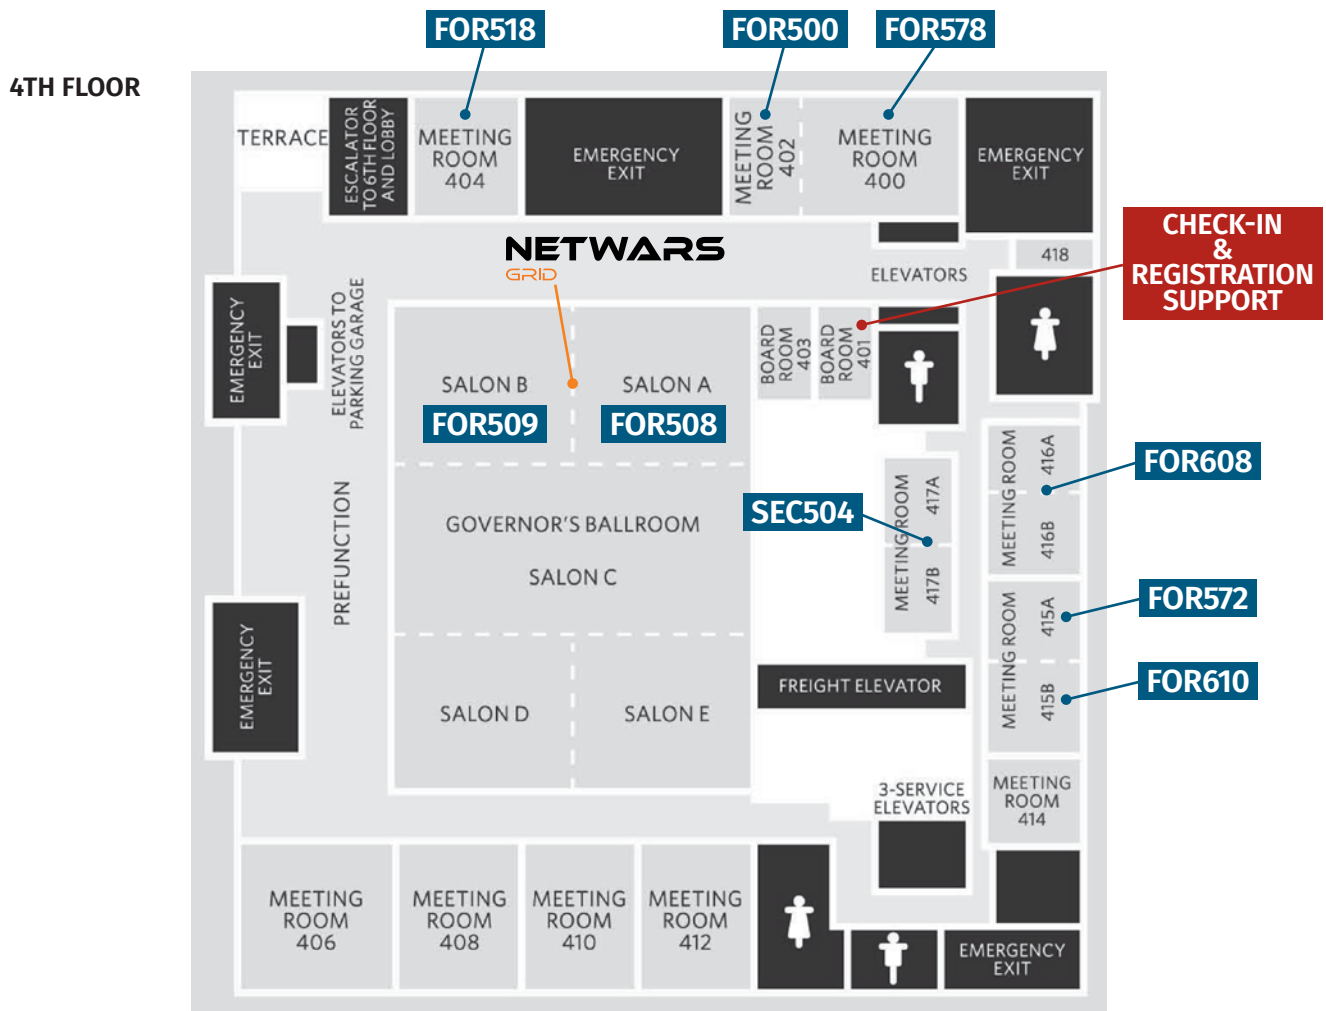 FOR518
FOR500
FOR578
4TH FLOOR
TERRACE
ESCALATOR
TO 6TH FLOOR
AND LOBBY
MEETING
ROOM
404
EMERGENCY
EXIT
MEETING
ROOM
402
MEETING
ROOM
400
EMERGENCY
EXIT
CHECK-IN
&
REGISTRATION
SUPPORT
NETWARS
GRID
ELEVATORS
418
EMERGENCY
EXIT
ELEVATORS TO
PARKING GARAGE
SALON B
SALON A
FOR509
FOR508
BOARD
ROOM
403
BOARD
ROOM
401
MEETING ROOM
416A
416B
FOR608
SEC504
MEETING ROOM
417A
417B
PREFUNCTION
GOVERNOR'S BALLROOM
SALON C
MEETING ROOM
415A
415B
FOR572
FOR610
EMERGENCY
EXIT
SALON D
SALON E
FREIGHT ELEVATOR
3-SERVICE
ELEVATORS
MEETING
ROOM
414
MEETING
ROOM
406
MEETING
ROOM
408
MEETING
ROOM
410
MEETING
ROOM
412
EMERGENCY
EXIT